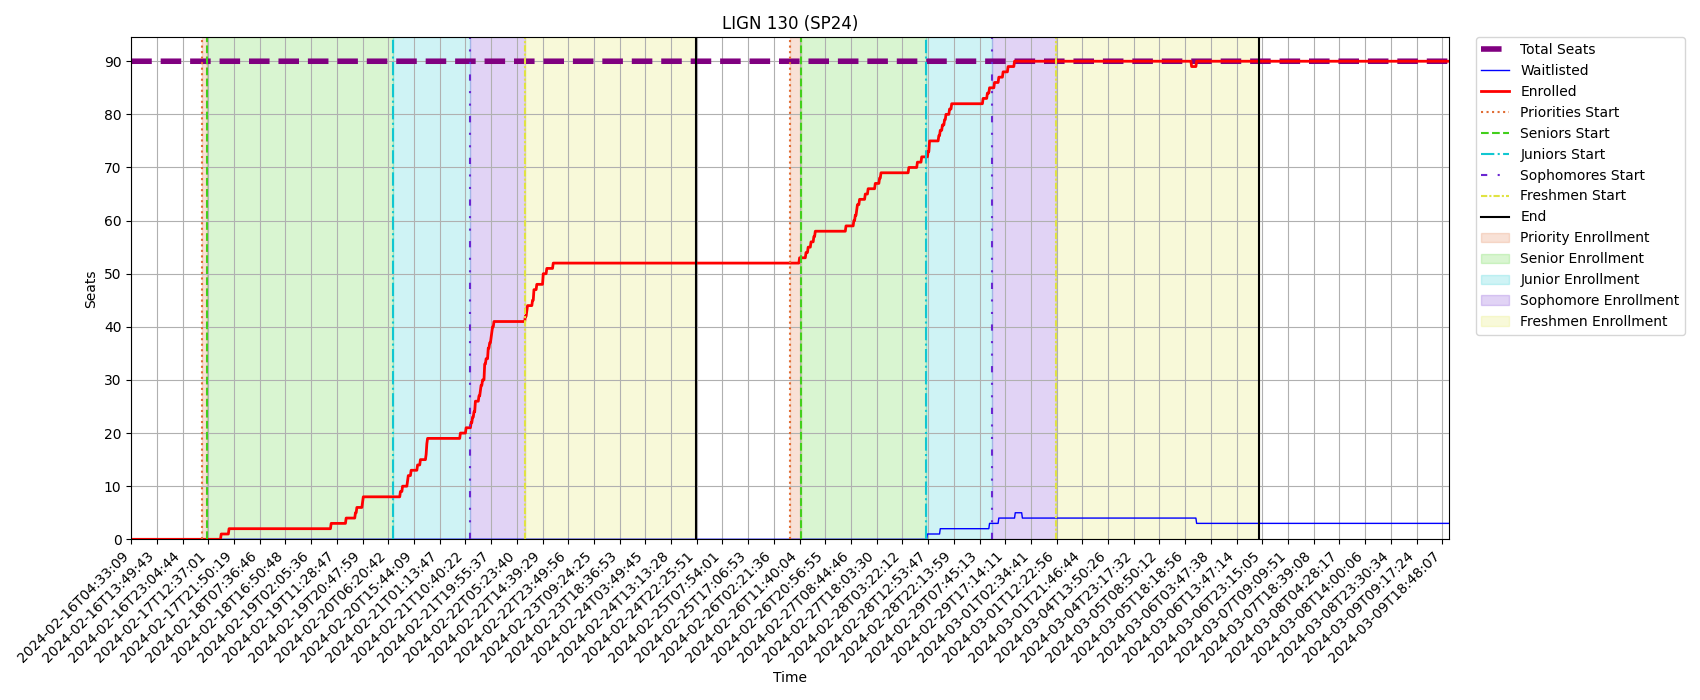 LIGN 130 (SP24)
Seats
90
80
70
60
50
40
30
20
10
0
2024-02-16T04:33:09
2024-02-16T13:49:43
2024-02-16T23:04:44
2024-02-17T12:37:01
2024-02-17T21:50:19
2024-02-18T07:36:46
2024-02-18T16:50:48
2024-02-19T02:05:36
2024-02-19T11:28:47
2024-02-19T20:47:59
2024-02-20T06:20:42
2024-02-20T15:44:09
2024-02-21T01:13:47
2024-02-21T10:40:22
2024-02-21T19:55:37
2024-02-22T05:23:40
2024-02-22T14:39:29
2024-02-22T23:49:56
2024-02-23T09:24:25
2024-02-23T18:36:53
2024-02-24T03:49:45
2024-02-24T13:13:28
2024-02-24T22:25:51
2024-02-25T07:54:01
2024-02-25T17:06:53
2024-02-26T02:21:36
2024-02-26T11:40:04
2024-02-26T20:56:55
2024-02-27T08:44:46
2024-02-27T18:03:30
2024-02-28T03:22:12
2024-02-28T12:53:47
2024-02-28T22:13:59
2024-02-29T07:45:13
2024-02-29T17:14:11
2024-03-01T02:34:41
2024-03-01T12:22:56
2024-03-01T21:46:44
2024-03-04T13:50:26
2024-03-04T23:17:32
2024-03-05T08:50:12
2024-03-05T18:18:56
2024-03-06T03:47:38
2024-03-06T13:47:14
2024-03-06T23:15:05
2024-03-07T09:09:51
2024-03-07T18:39:08
2024-03-08T04:28:17
2024-03-08T14:00:06
2024-03-08T23:30:34
2024-03-09T09:17:24
2024-03-09T18:48:07
Time
Total Seats
Waitlisted
Enrolled
Priorities Start
Seniors Start
Juniors Start
Sophomores Start
Freshmen Start
End
Priority Enrollment
Senior Enrollment
Junior Enrollment
Sophomore Enrollment
Freshmen Enrollment